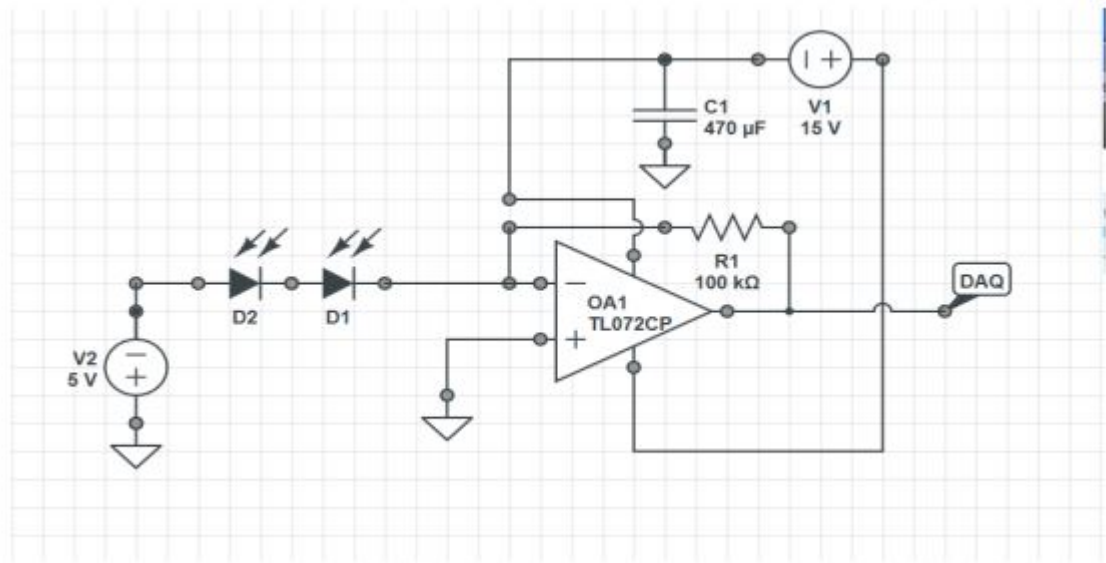 C1
470 µF
V1
15 V
R1
100 kΩ
DAQ
OA1
TL072CP
D2
D1
V2
5 V